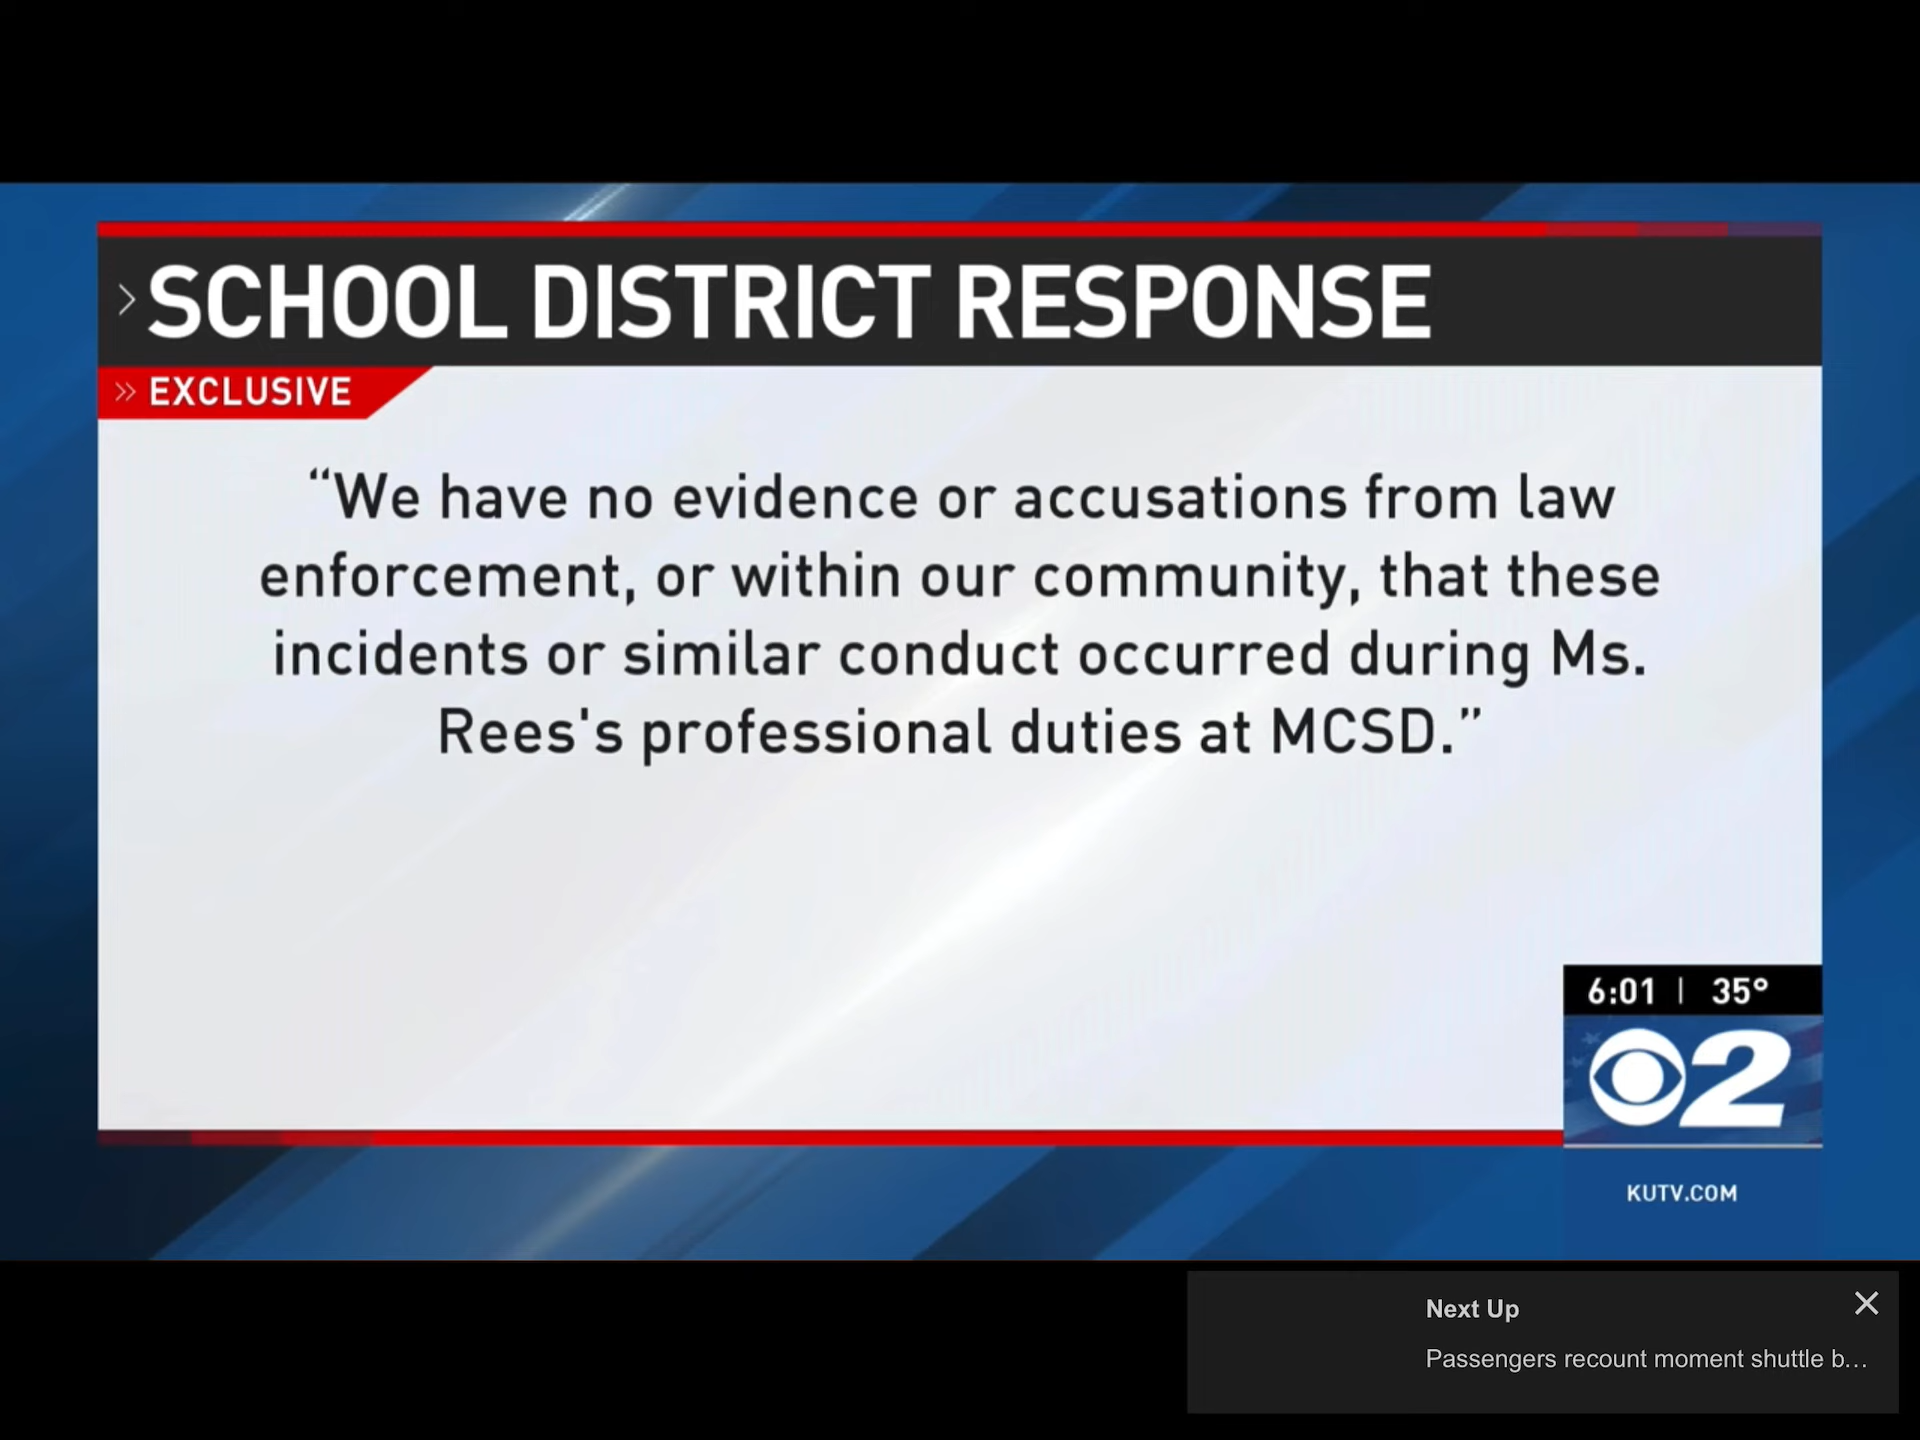 SCHOOL DISTRICT RESPONSE
EXCLUSIVE
“We have no evidence or accusations from law
enforcement, or within our community, that these
incidents or similar conduct occurred during Ms.
Rees's professional duties at MCSD.”
6:01 | 35°
2
KUTV.COM
Next Up
Passengers recount moment shuttle b...